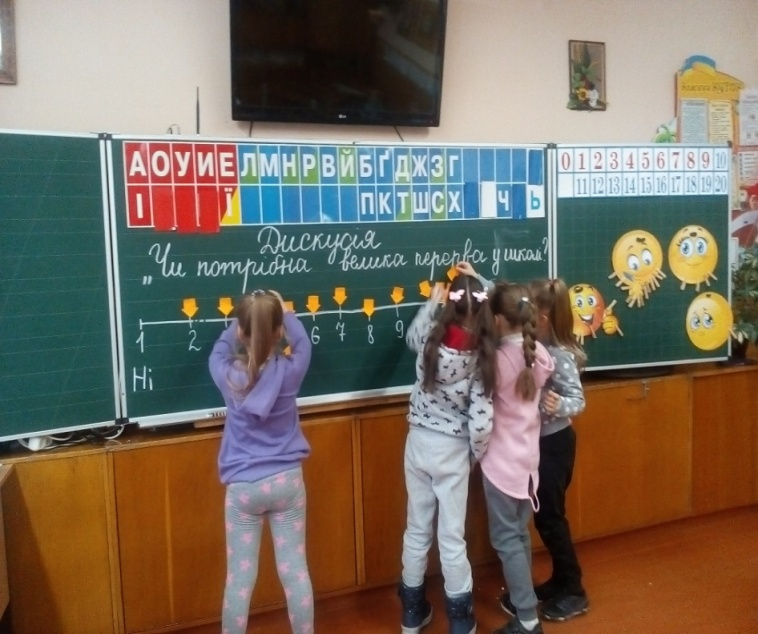 А О У И Е Л М Н Р В Й Б Ґ Д Ж З Г
І Ї П К Т Ш С Х Ч Ь
0 1 2 3 4 5 6 7 8 9 10
11 12 13 14 15 16 17 18 19 20
Дискусія
„Чи потрібна велика перерва у школі?
1 2 6 7 8 9
Ні